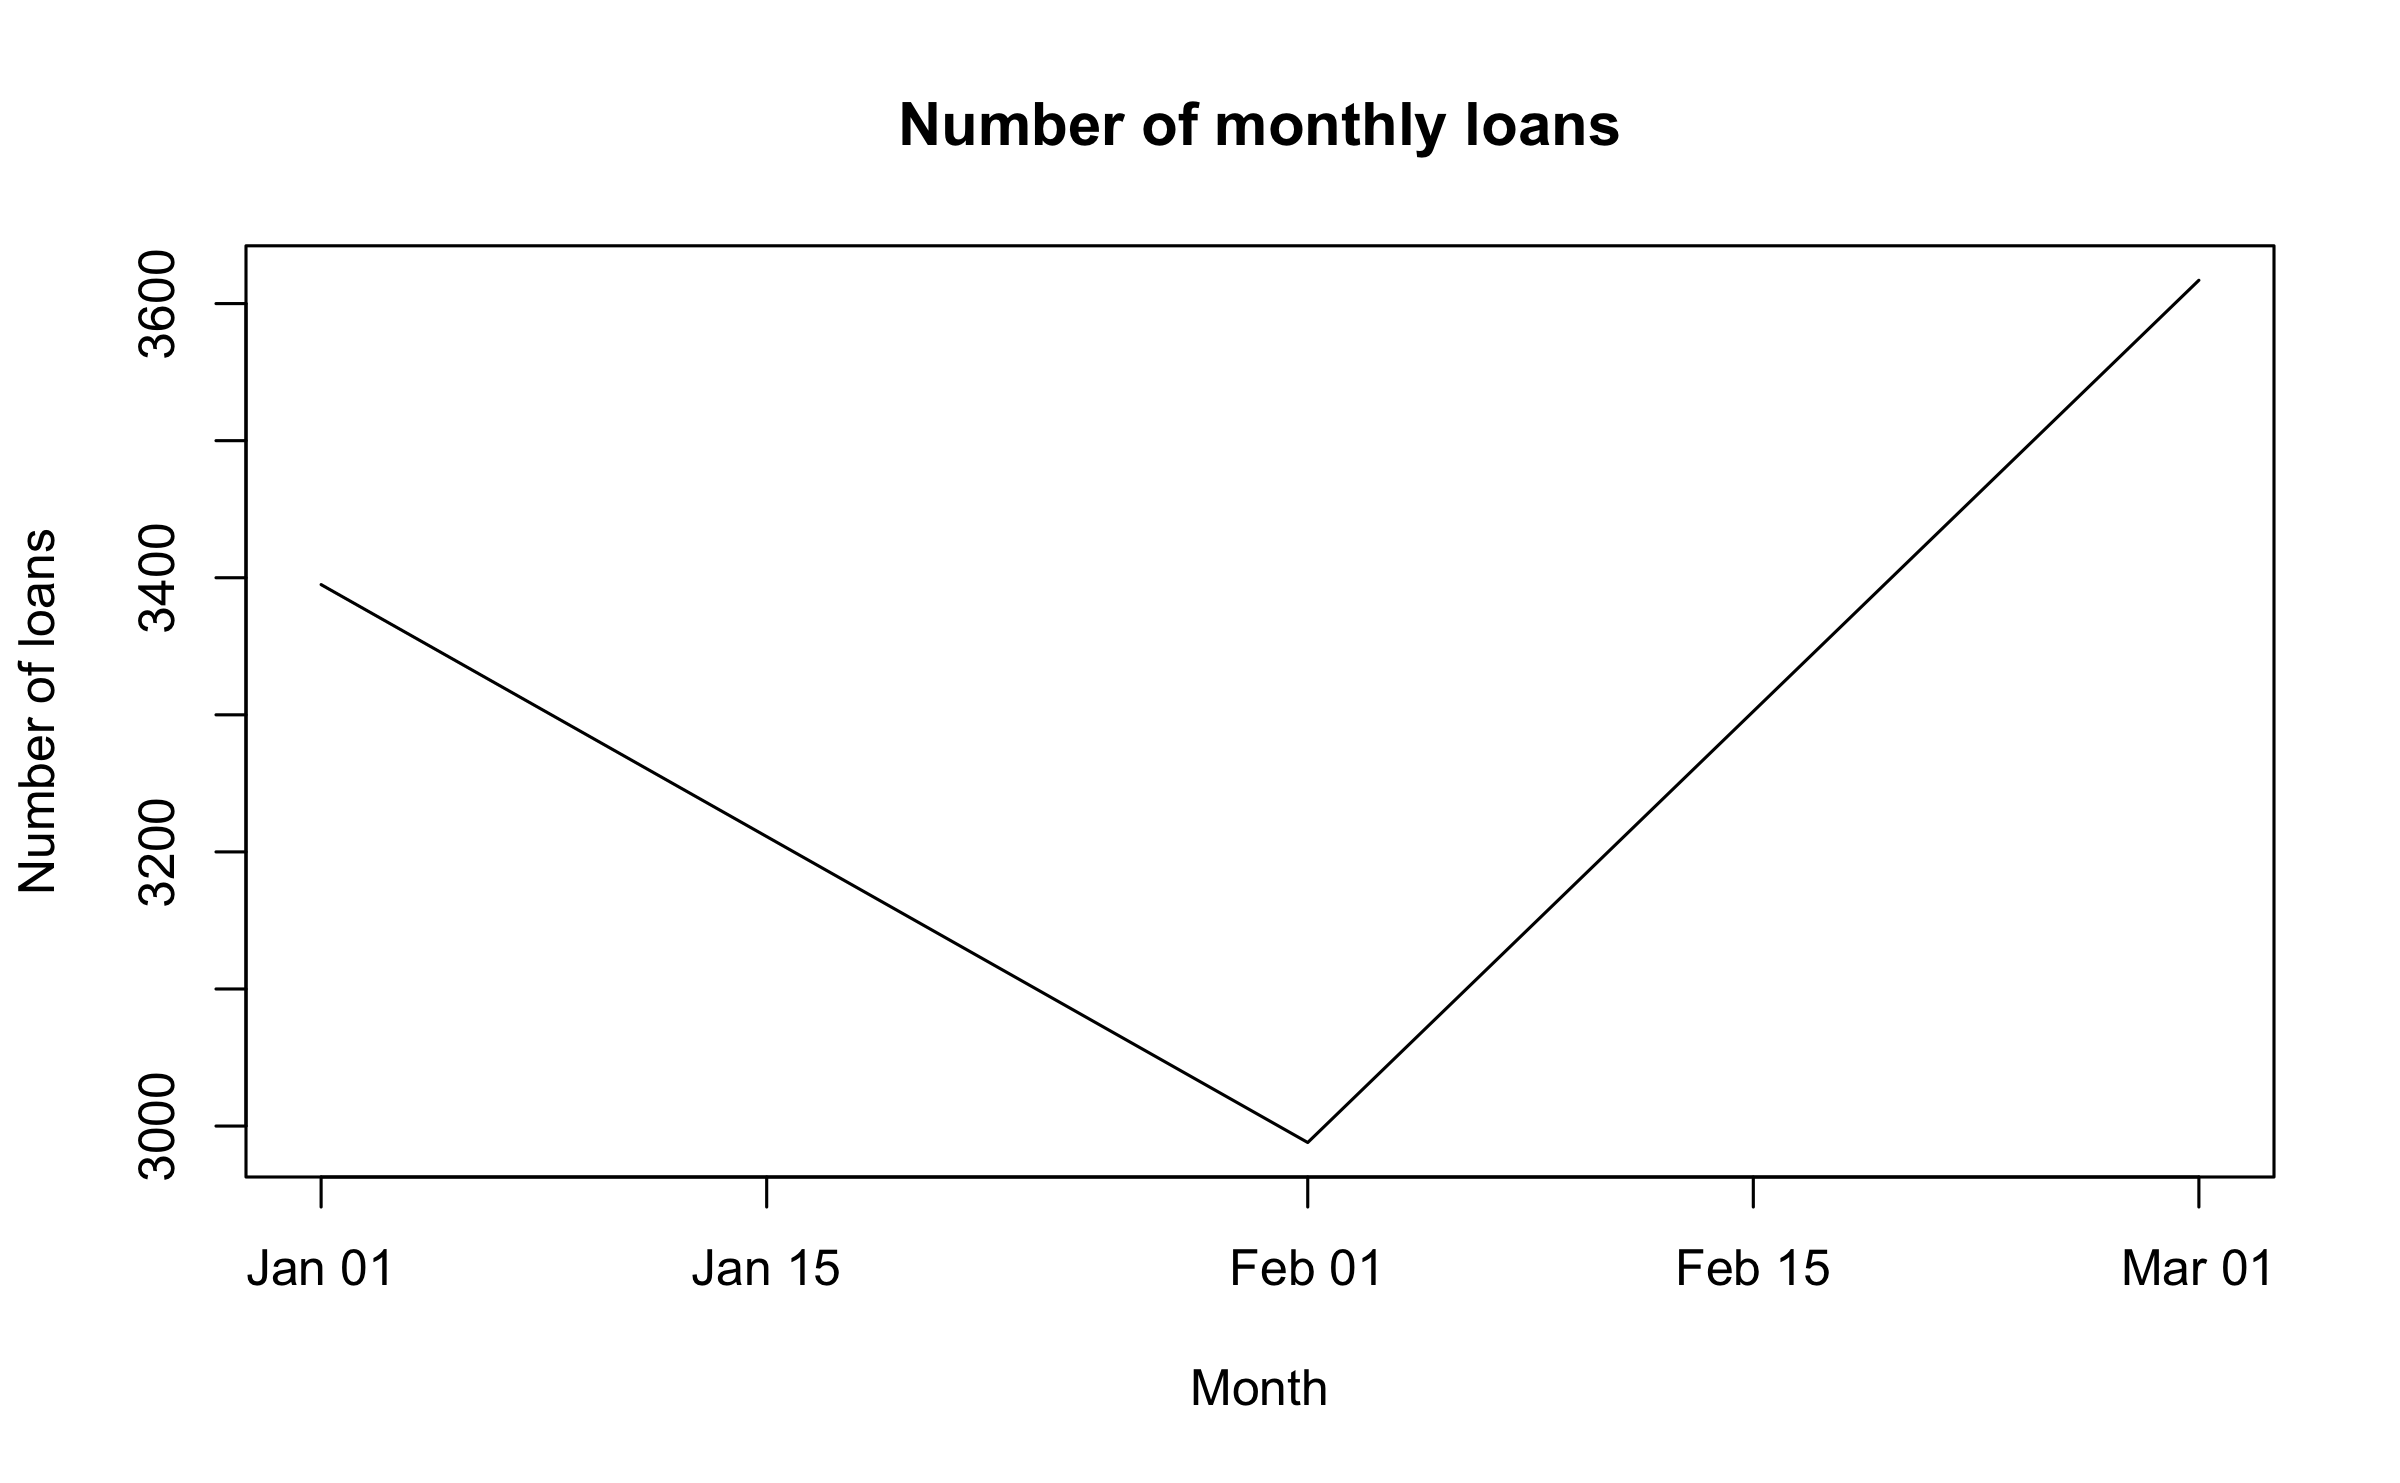 Number of monthly loans
Number of loans
3600
3400
3200
3000
Jan 01
Jan 15
Feb 01
Feb 15
Mar 01
Month